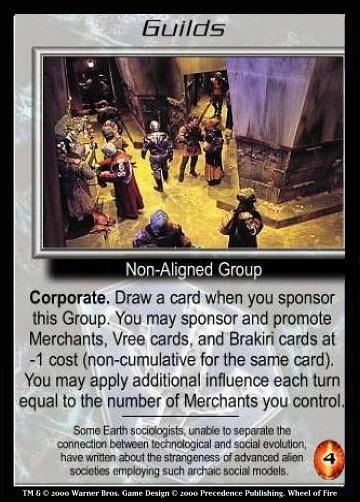 Guilds
Non-Aligned Group
Corporate. Draw a card when you sponsor
this Group. You may sponsor and promote
Merchants, Vree cards, and Brakiri cards at
-1 cost (non-cumulative for the same card).
You may apply additional influence each turn
equal to the number of Merchants you control.
Some Earth sociologists, unable to separate the
connection between technological and social evolution,
have written about the strangeness of advanced alien
societies employing such archaic social models.
4
TM & © 2000 Warner Bros. Game Design © 2000 Precedence Publishing. Wheel of Fire